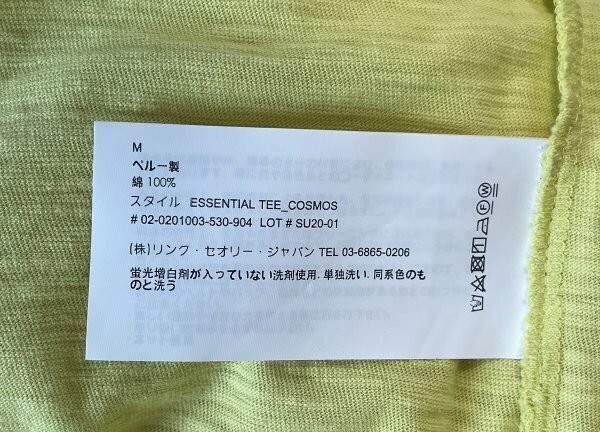 M
ペルー製
綿 100%
スタイル ESSENTIAL TEE_COSMOS
# 02-0201003-530-904 LOT # SU20-01
(株)リンク・セオリー・ジャパン TEL 03-6865-0206
蛍光増白剤が入っていない洗剤使用. 単独洗い. 同系色のも
のと洗う